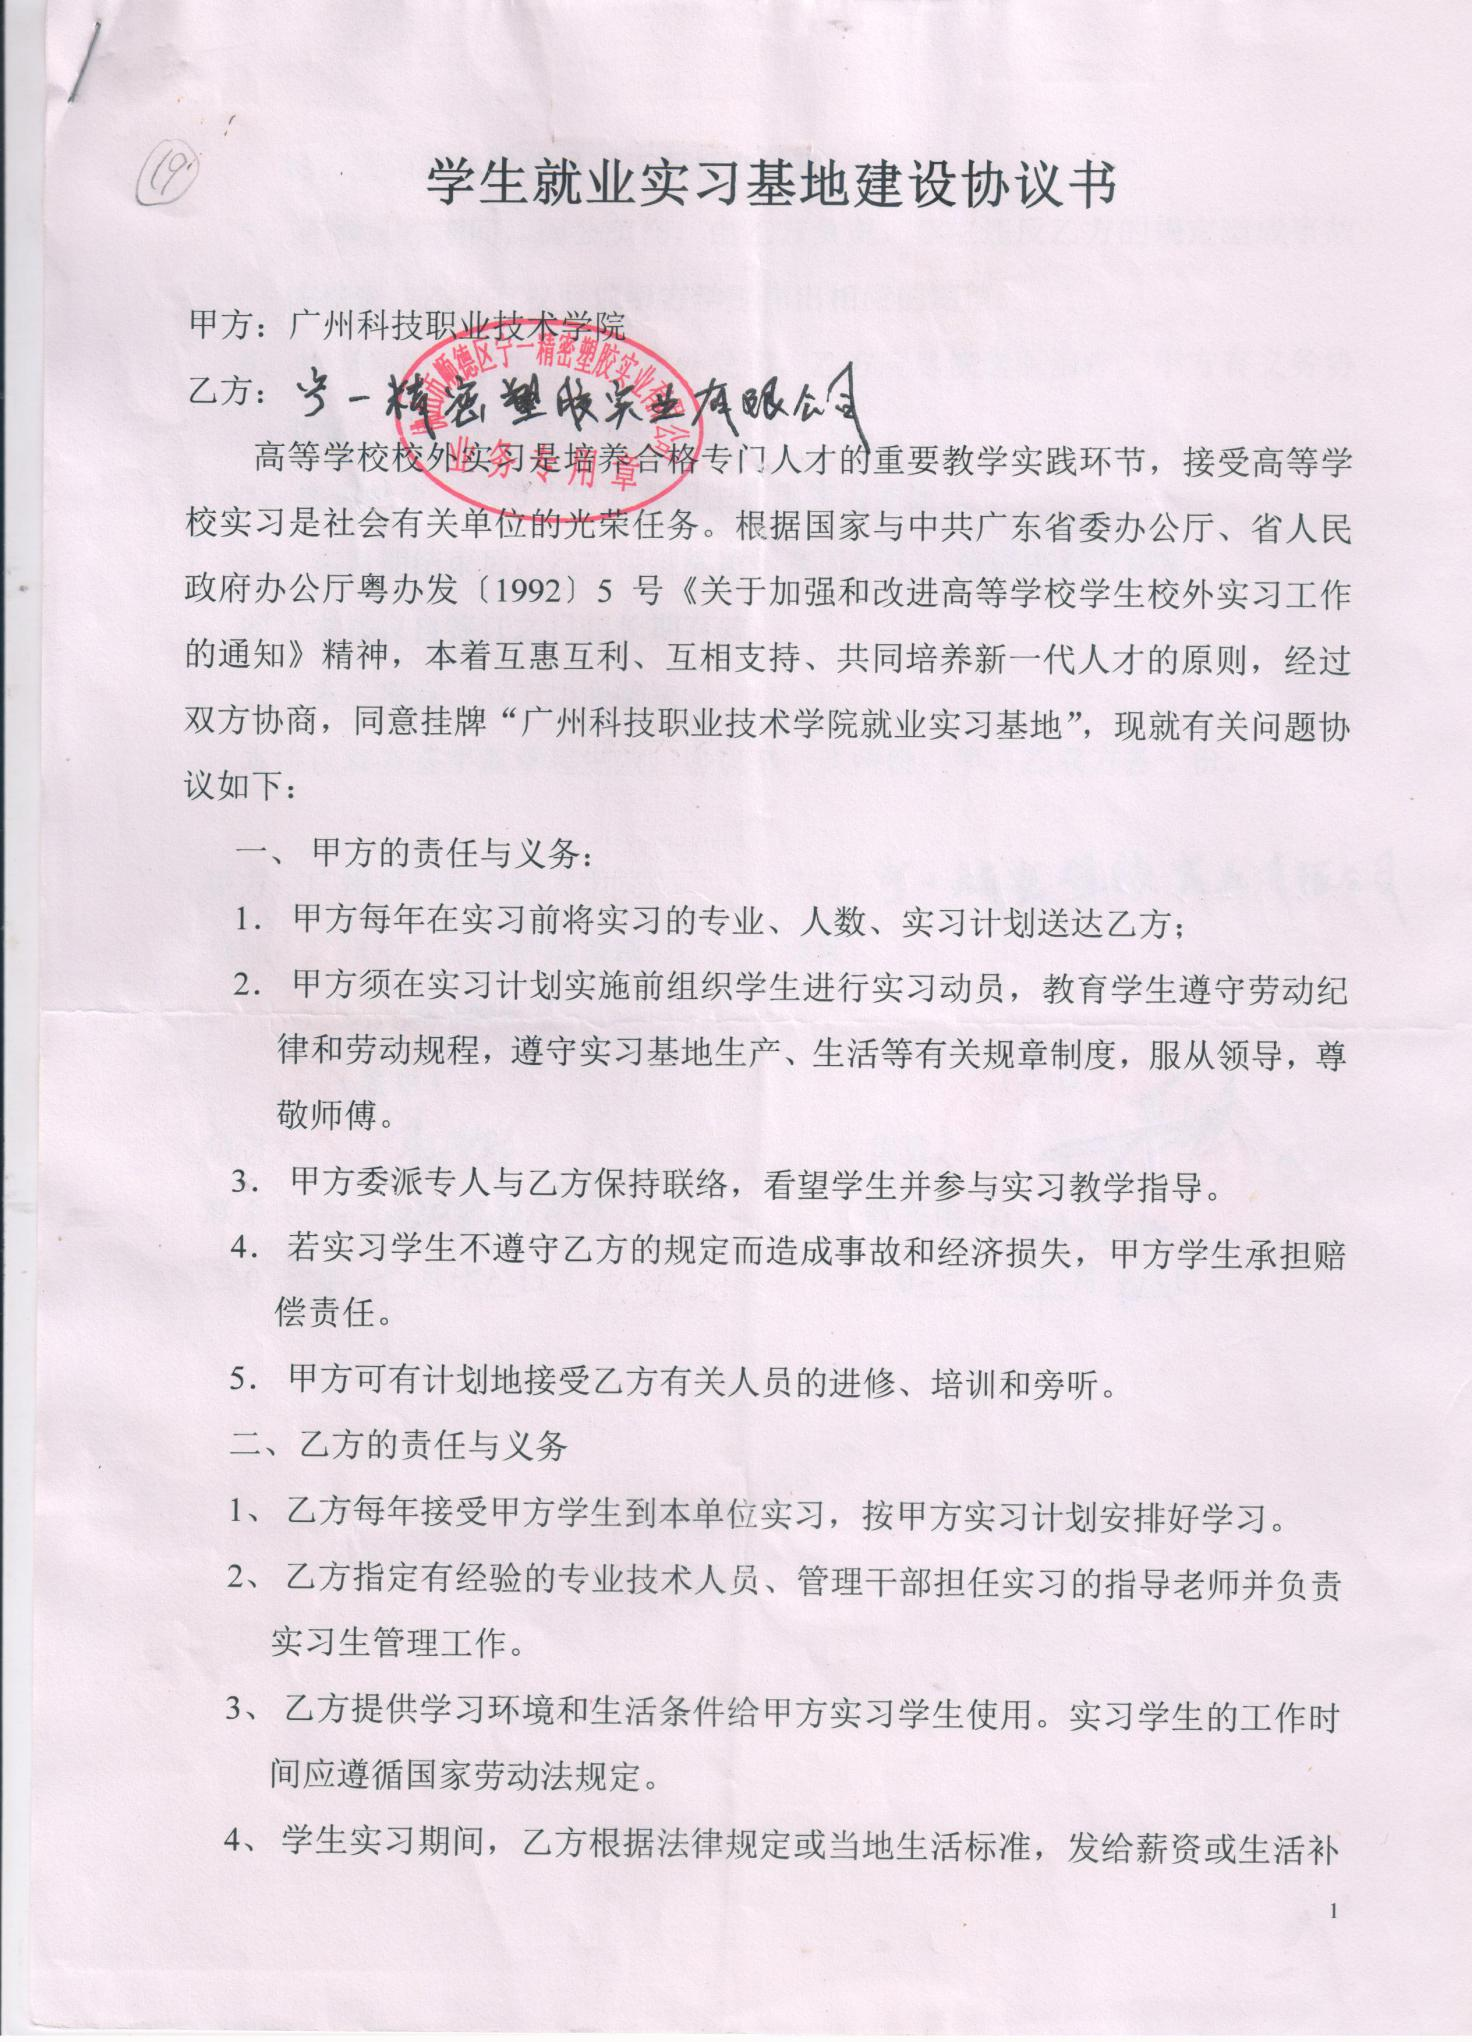 19.
学生就业实习基地建设协议书
甲方：广州科技职业技术学院
乙方：宁一精密塑胶实业有限公司
佛山市顺德区宁一精密塑胶实业有限公司
业务专用章
高等学校校外实习是培养合格专门人才的重要教学实践环节，接受高等学
校实习是社会有关单位的光荣任务。根据国家与中共广东省委办公厅、省人民
政府办公厅粤办发〔1992〕5 号《关于加强和改进高等学校学生校外实习工作
的通知》精神，本着互惠互利、互相支持、共同培养新一代人才的原则，经过
双方协商，同意挂牌“广州科技职业技术学院就业实习基地”，现就有关问题协
议如下：
一、 甲方的责任与义务：
1． 甲方每年在实习前将实习的专业、人数、实习计划送达乙方；
2． 甲方须在实习计划实施前组织学生进行实习动员，教育学生遵守劳动纪
律和劳动规程，遵守实习基地生产、生活等有关规章制度，服从领导，尊
敬师傅。
3． 甲方委派专人与乙方保持联络，看望学生并参与实习教学指导。
4． 若实习学生不遵守乙方的规定而造成事故和经济损失，甲方学生承担赔
偿责任。
5． 甲方可有计划地接受乙方有关人员的进修、培训和旁听。
二、乙方的责任与义务
1、 乙方每年接受甲方学生到本单位实习，按甲方实习计划安排好学习。
2、 乙方指定有经验的专业技术人员、管理干部担任实习的指导老师并负责
实习生管理工作。
3、 乙方提供学习环境和生活条件给甲方实习学生使用。实习学生的工作时
间应遵循国家劳动法规定。
4、 学生实习期间，乙方根据法律规定或当地生活标准，发给薪资或生活补
1